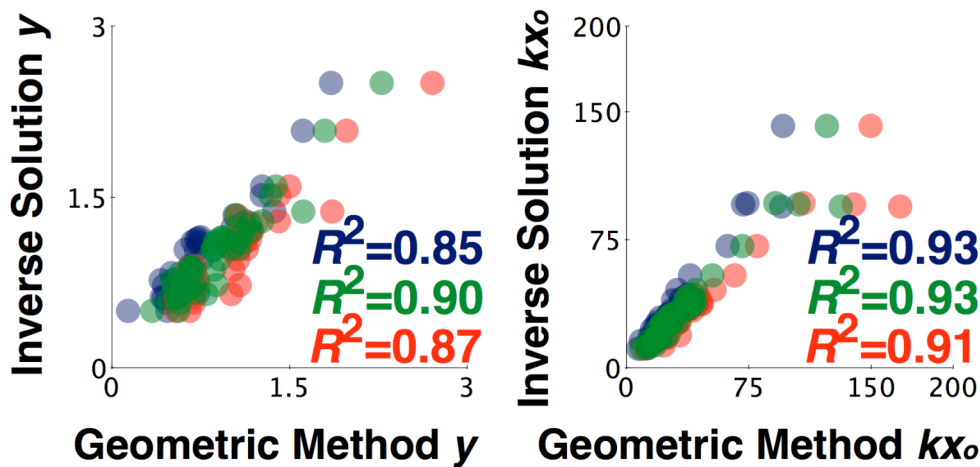 Inverse Solution y
3
1.5
0
R²=0.85
R²=0.90
R²=0.87
0 1.5 3
Geometric Method y
Inverse Solution kxₒ
200
150
75
0
R²=0.93
R²=0.93
R²=0.91
0 75 150 200
Geometric Method kxₒ